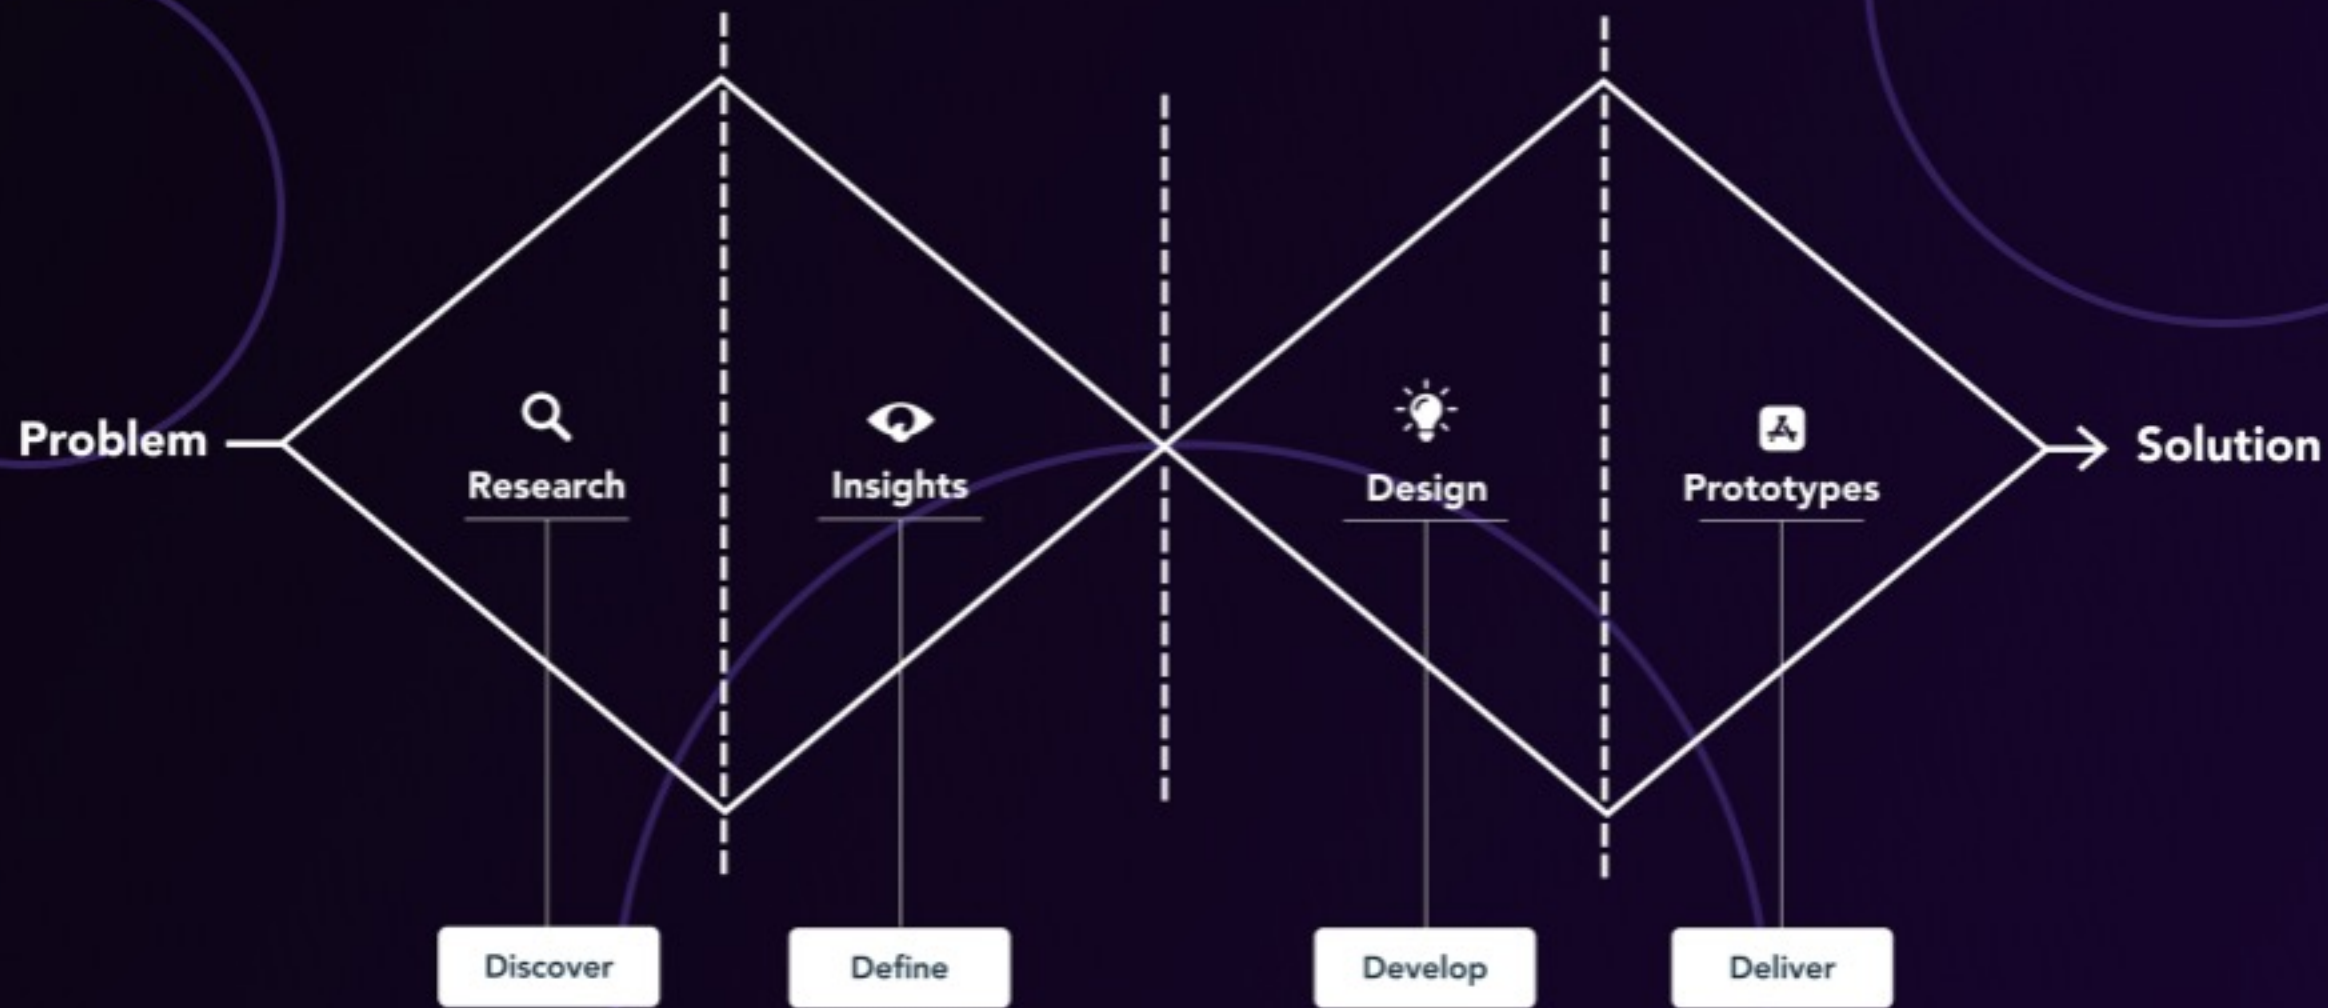 Problem
Research
Insights
Design
Prototypes
Solution
Discover
Define
Develop
Deliver